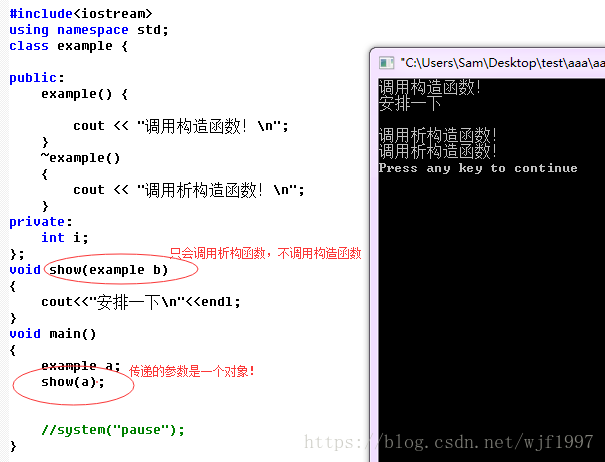 #include<iostream>
using namespace std;
class example {
public:
example() {
cout << "调用构造函数! \n";
}
~example()
{
cout << "调用析构造函数! \n";
}
private:
int i;
};
只会调用析构函数，不调用构造函数
void show(example b)
{
cout<<"安排一下\n"<<endl;
}
void main()
{
example a;
传递的参数是一个对象!
show(a);
//system("pause");
}
"C:\Users\Sam\Desktop\test\aaa\aa
调用构造函数!
安排一下
调用析构造函数!
调用析构造函数!
Press any key to continue
https://blog.csdn.net/wjf1997